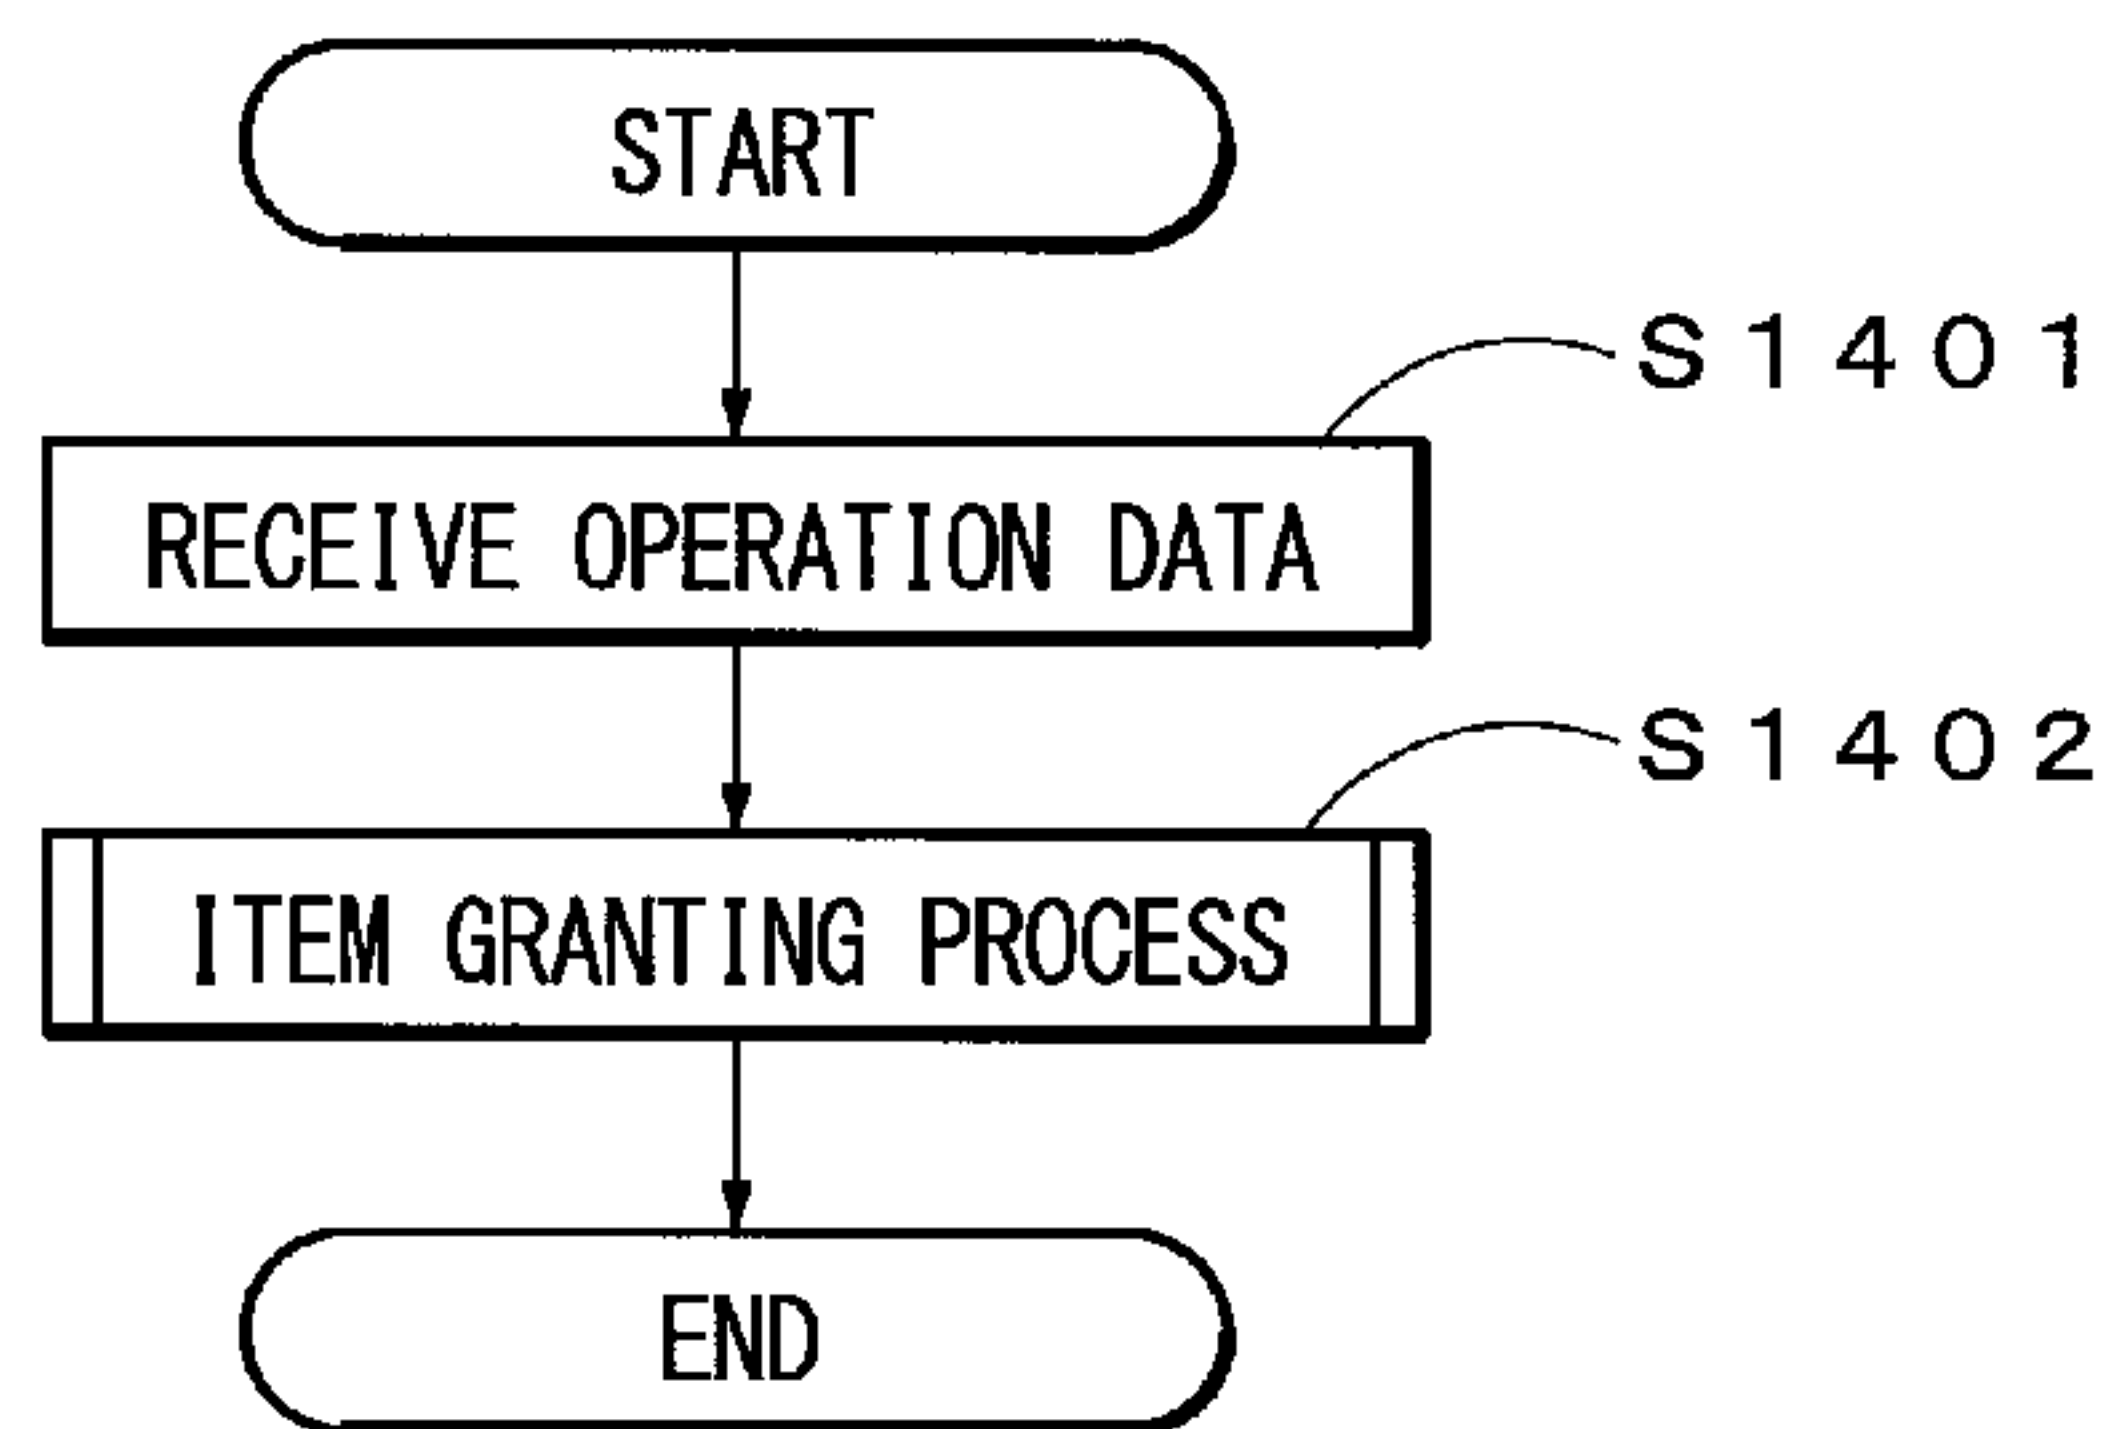 START
S1401
RECEIVE OPERATION DATA
S1402
ITEM GRANTING PROCESS
END